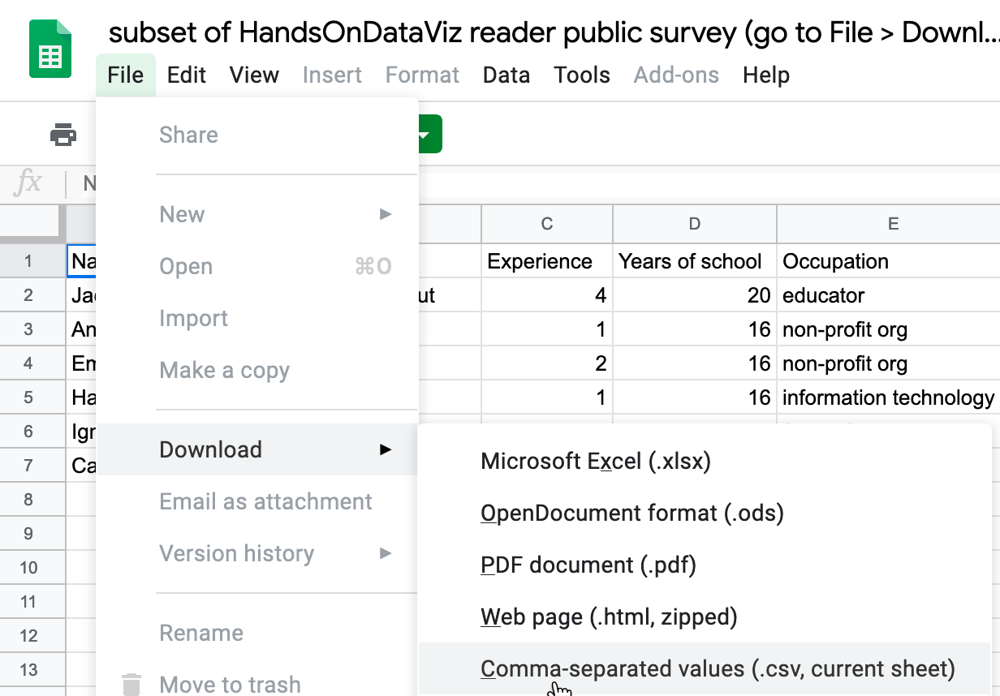 subset of HandsOnDataViz reader public survey (go to File > Downl...
File Edit View Insert Format Data Tools Add-ons Help
Share
fx N
New
Open ⌘O
Import
Make a copy
Download
Email as attachment
Version history
Rename
Move to trash
Microsoft Excel (.xlsx)
OpenDocument format (.ods)
PDF document (.pdf)
Web page (.html, zipped)
Comma-separated values (.csv, current sheet)
C D E
1 Na Experience Years of school Occupation
2 Ja ut 4 20 educator
3 An 1 16 non-profit org
4 Em 2 16 non-profit org
5 Ha 1 16 information technology
6 Igr
7 Ca
8
9
10
11
12
13